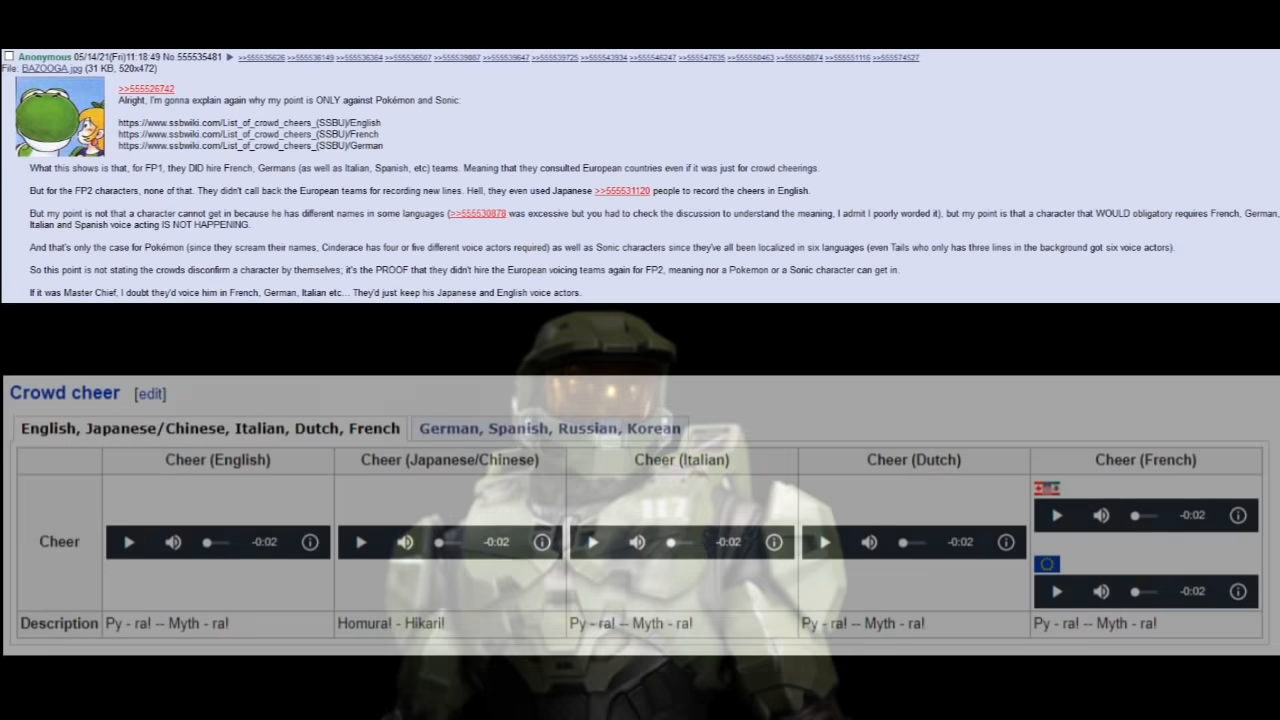 Anonymous 05/14/21(Fri)11:18:49 No.555535481 ▶ >>555535626 >>555536149 >>555536364 >>555536507 >>555539087 >>555539647 >>555539725 >>555543934 >>555546247 >>555547635 >>555550463 >>555550874 >>555551116 >>555574527
File: BAZOOGA.jpg (31 KB, 520x472)
>>555526742
Alright, I'm gonna explain again why my point is ONLY against Pokémon and Sonic:
https://www.ssbwiki.com/List_of_crowd_cheers_(SSBU)/English
https://www.ssbwiki.com/List_of_crowd_cheers_(SSBU)/French
https://www.ssbwiki.com/List_of_crowd_cheers_(SSBU)/German
What this shows is that, for FP1, they DID hire French, Germans (as well as Italian, Spanish, etc) teams. Meaning that they consulted European countries even if it was just for crowd cheerings.
But for the FP2 characters, none of that. They didn't call back the European teams for recording new lines. Hell, they even used Japanese >>555531120 people to record the cheers in English.
But my point is not that a character cannot get in because he has different names in some languages (>>555530878 was excessive but you had to check the discussion to understand the meaning, I admit I poorly worded it), but my point is that a character that WOULD obligatory requires French, German,
Italian and Spanish voice acting IS NOT HAPPENING.
And that's only the case for Pokémon (since they scream their names, Cinderace has four or five different voice actors required) as well as Sonic characters since they've all been localized in six languages (even Tails who only has three lines in the background got six voice actors).
So this point is not stating the crowds disconfirm a character by themselves; it's the PROOF that they didn't hire the European voicing teams again for FP2, meaning nor a Pokemon or a Sonic character can get in.
If it was Master Chief, I doubt they'd voice him in French, German, Italian etc... They'd just keep his Japanese and English voice actors.
Crowd cheer [edit]
English, Japanese/Chinese, Italian, Dutch, French German, Spanish, Russian, Korean
Cheer (English) Cheer (Japanese/Chinese) Cheer (Italian) Cheer (Dutch) Cheer (French)
-0:02
Cheer -0:02 -0:02 -0:02 -0:02
-0:02
Description Py - ra! -- Myth - ra! Homura! - Hikari! Py - ra! -- Myth - ra! Py - ra! -- Myth - ra! Py - ra! -- Myth - ra!
117